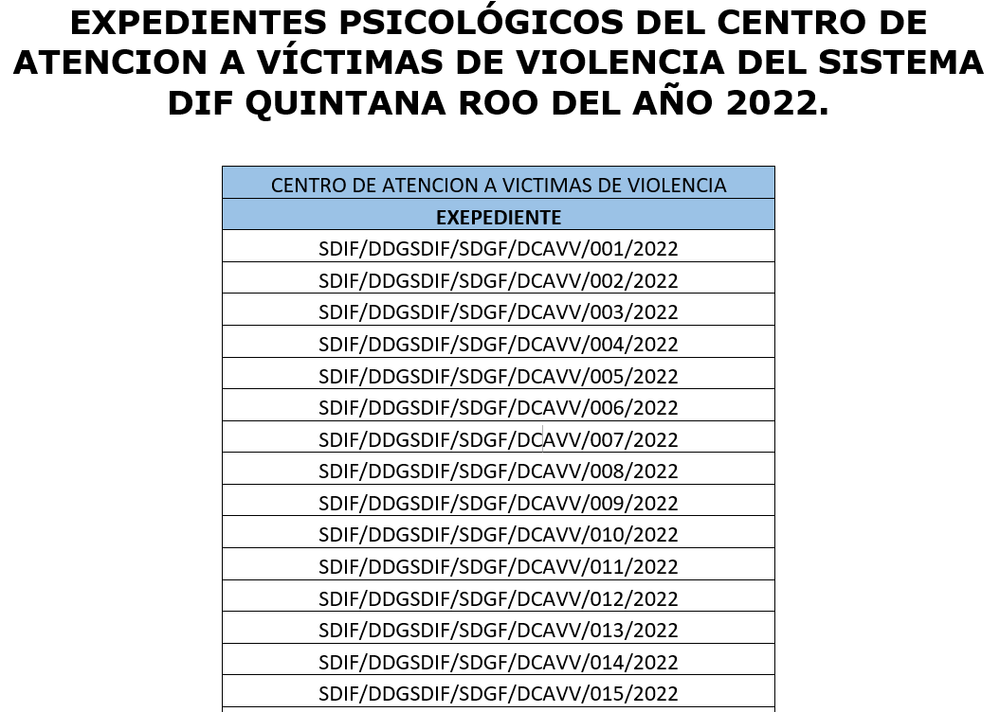 EXPEDIENTES PSICOLÓGICOS DEL CENTRO DE
ATENCION A VÍCTIMAS DE VIOLENCIA DEL SISTEMA
DIF QUINTANA ROO DEL AÑO 2022.
CENTRO DE ATENCION A VICTIMAS DE VIOLENCIA
EXEPEDIENTE
SDIF/DDGSDIF/SDGF/DCAVV/001/2022
SDIF/DDGSDIF/SDGF/DCAVV/002/2022
SDIF/DDGSDIF/SDGF/DCAVV/003/2022
SDIF/DDGSDIF/SDGF/DCAVV/004/2022
SDIF/DDGSDIF/SDGF/DCAVV/005/2022
SDIF/DDGSDIF/SDGF/DCAVV/006/2022
SDIF/DDGSDIF/SDGF/DCAVV/007/2022
SDIF/DDGSDIF/SDGF/DCAVV/008/2022
SDIF/DDGSDIF/SDGF/DCAVV/009/2022
SDIF/DDGSDIF/SDGF/DCAVV/010/2022
SDIF/DDGSDIF/SDGF/DCAVV/011/2022
SDIF/DDGSDIF/SDGF/DCAVV/012/2022
SDIF/DDGSDIF/SDGF/DCAVV/013/2022
SDIF/DDGSDIF/SDGF/DCAVV/014/2022
SDIF/DDGSDIF/SDGF/DCAVV/015/2022